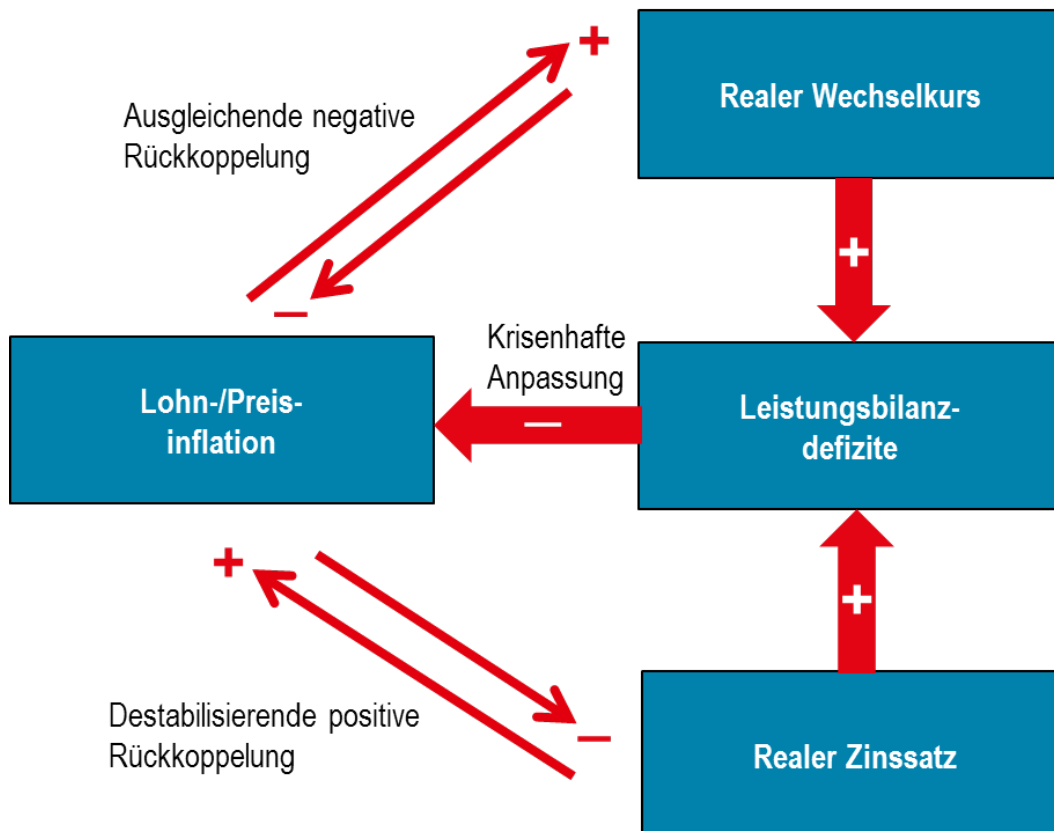 +
Realer Wechselkurs
Ausgleichende negative
Rückkoppelung
+
—
Krisenhafte
Anpassung
Lohn-/Preis-
inflation
—
Leistungsbilanz-
defizite
+
+
Destabilisierende positive
Rückkoppelung
—
Realer Zinssatz